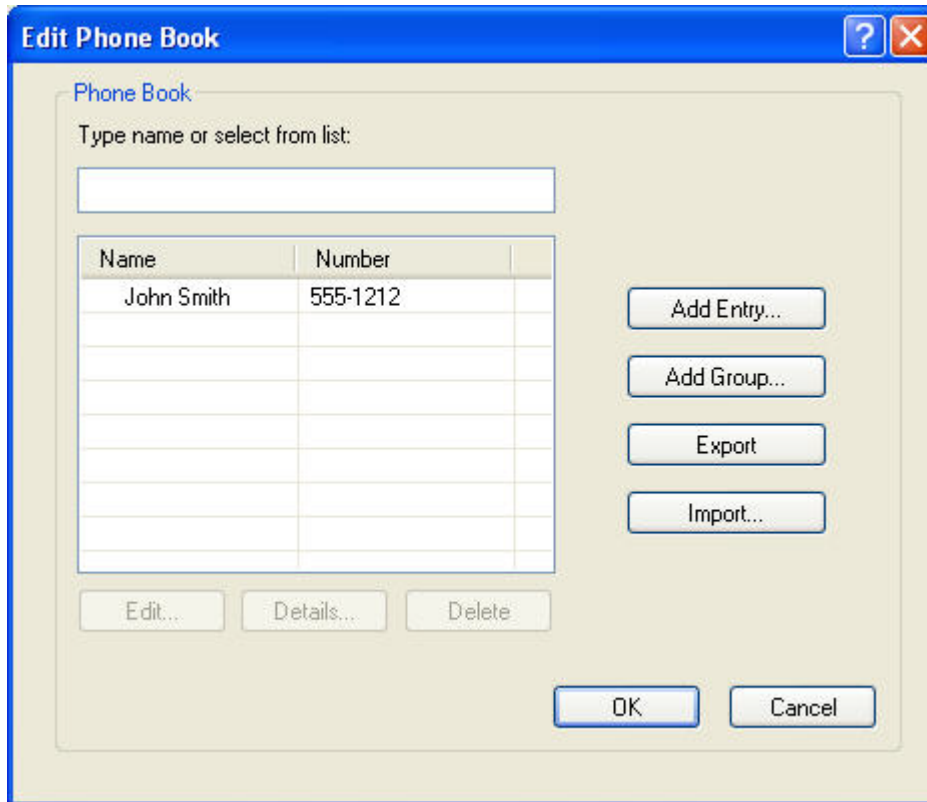 Edit Phone Book
Phone Book
Type name or select from list:
Name Number
John Smith 555-1212
Add Entry...
Add Group...
Export
Import...
Edit... Details... Delete
OK Cancel